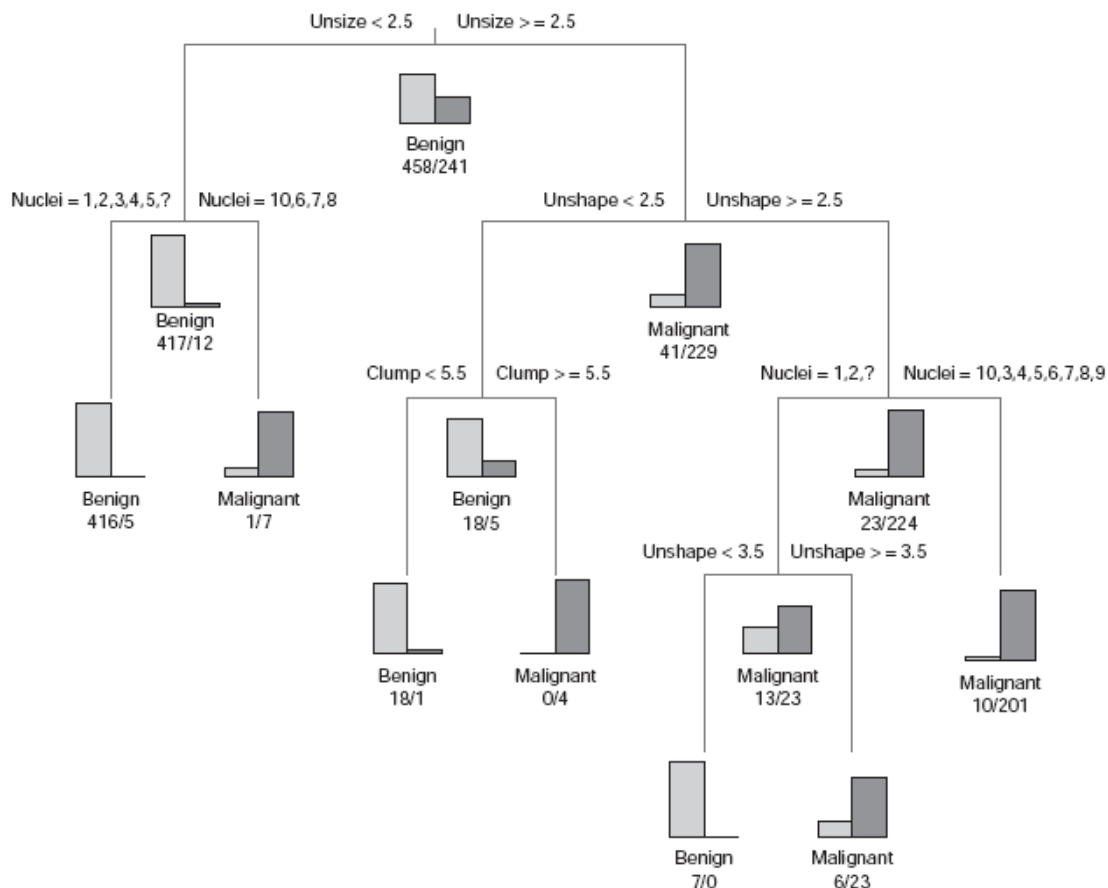 Unsize < 2.5 Unsize > = 2.5
Benign
458/241
Nuclei = 1,2,3,4,5,? Nuclei = 10,6,7,8
Unshape < 2.5 Unshape > = 2.5
Benign
417/12
Malignant
41/229
Clump < 5.5 Clump > = 5.5
Nuclei = 1,2,? Nuclei = 10,3,4,5,6,7,8,9
Benign
416/5
Malignant
1/7
Benign
18/5
Malignant
23/224
Unshape < 3.5 Unshape > = 3.5
Benign
18/1
Malignant
0/4
Malignant
13/23
Malignant
10/201
Benign
7/0
Malignant
6/23